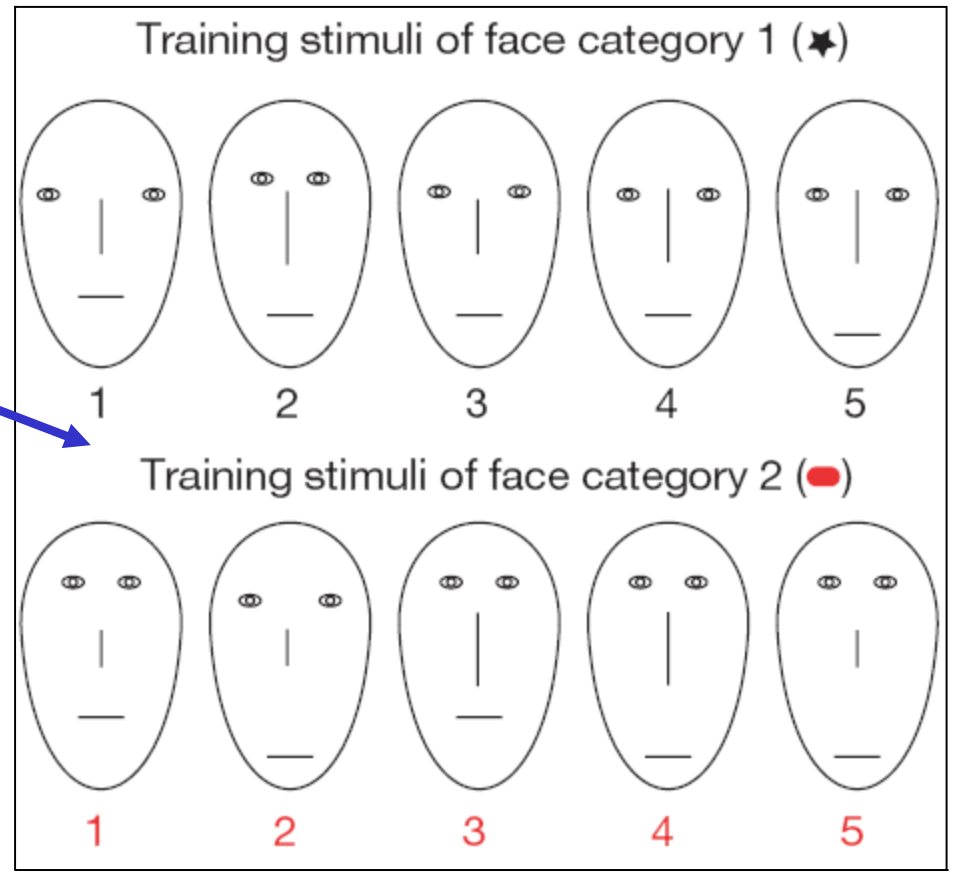 Training stimuli of face category 1 (★)
1 2 3 4 5
Training stimuli of face category 2 ()
1 2 3 4 5